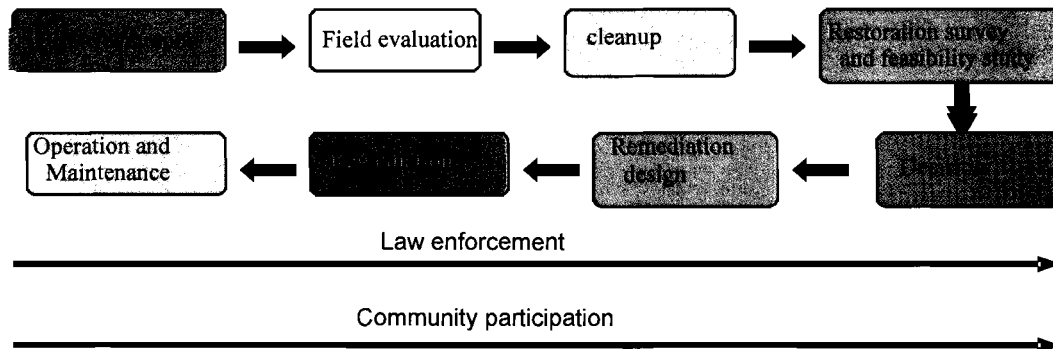 Field evaluation
cleanup
Restoration survey
and feasibility study
Operation and
Maintenance
Remediation
design
Law enforcement
Community participation